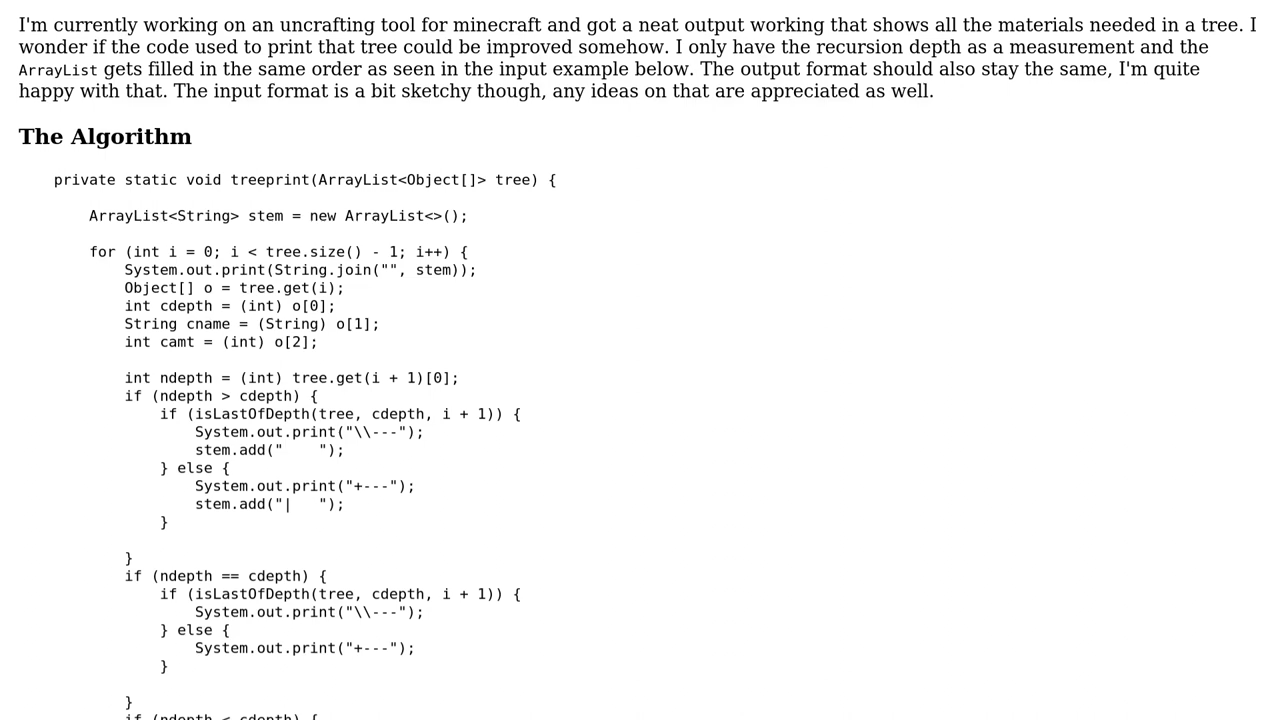 I'm currently working on an uncrafting tool for minecraft and got a neat output working that shows all the materials needed in a tree. I
wonder if the code used to print that tree could be improved somehow. I only have the recursion depth as a measurement and the
ArrayList gets filled in the same order as seen in the input example below. The output format should also stay the same, I'm quite
happy with that. The input format is a bit sketchy though, any ideas on that are appreciated as well.
The Algorithm
private static void treeprint(ArrayList<Object[]> tree) {
ArrayList<String> stem = new ArrayList<>();
for (int i = 0; i < tree.size() - 1; i++) {
System.out.print(String.join("", stem));
Object[] o = tree.get(i);
int cdepth = (int) o[0];
String cname = (String) o[1];
int camt = (int) o[2];
int ndepth = (int) tree.get(i + 1)[0];
if (ndepth > cdepth) {
if (isLastOfDepth(tree, cdepth, i + 1)) {
System.out.print("\\---");
stem.add("    ");
} else {
System.out.print("+---");
stem.add("|   ");
}
}
if (ndepth == cdepth) {
if (isLastOfDepth(tree, cdepth, i + 1)) {
System.out.print("\\---");
} else {
System.out.print("+---");
}
}
if (ndepth < cdepth) {